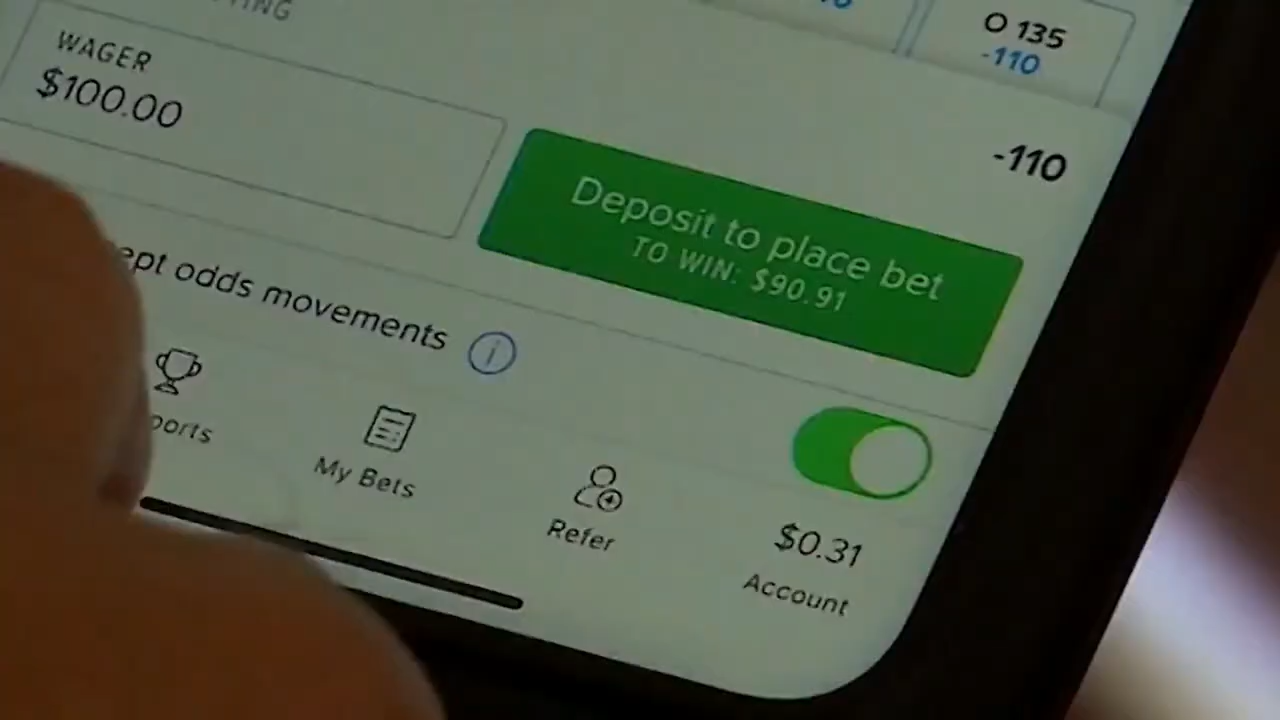 O 135
-110
WAGER
$100.00
-110
Deposit to place bet
TO WIN: $90.91
ept odds movements
ports
My Bets
Refer
$0.31
Account